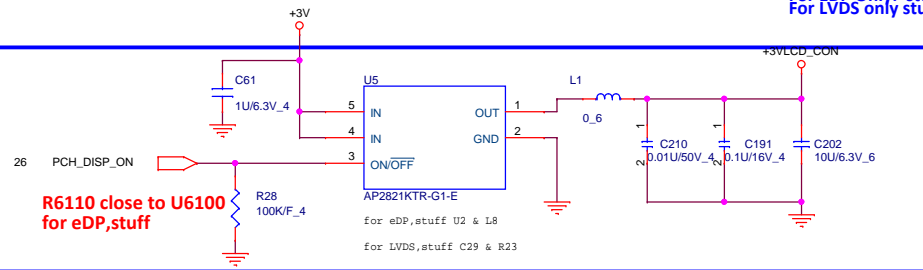 For LVDS only stu
+3V
+3VLCD_CON
C61
1U/6.3V_4
U5
L1
5 IN
OUT 1
4 IN
GND 2
0_6
3 ON/OFF
C210
0.01U/50V_4
1
2
C191
0.1U/16V_4
1
2
C202
10U/6.3V_6
26 PCH_DISP_ON
AP2821KTR-G1-E
R28
100K/F_4
R6110 close to U6100
for eDP,stuff
for eDP,stuff U2 & L8
for LVDS,stuff C29 & R23